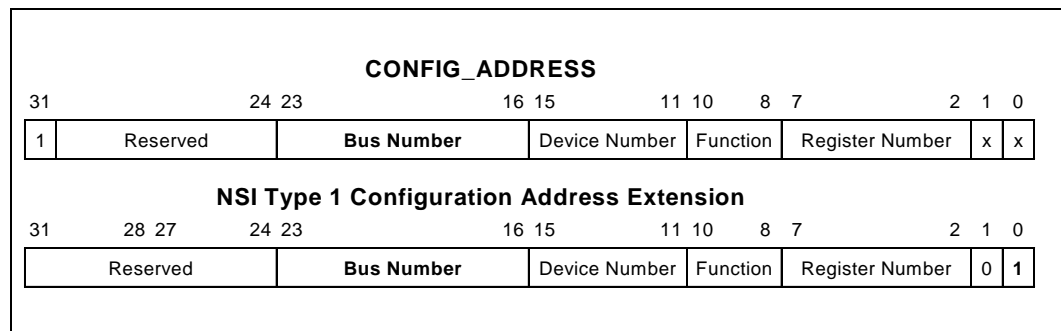 CONFIG_ADDRESS
31 24 23 16 15 11 10 8 7 2 1 0
1 Reserved Bus Number Device Number Function Register Number x x
NSI Type 1 Configuration Address Extension
31 28 27 24 23 16 15 11 10 8 7 2 1 0
Reserved Bus Number Device Number Function Register Number 0 1